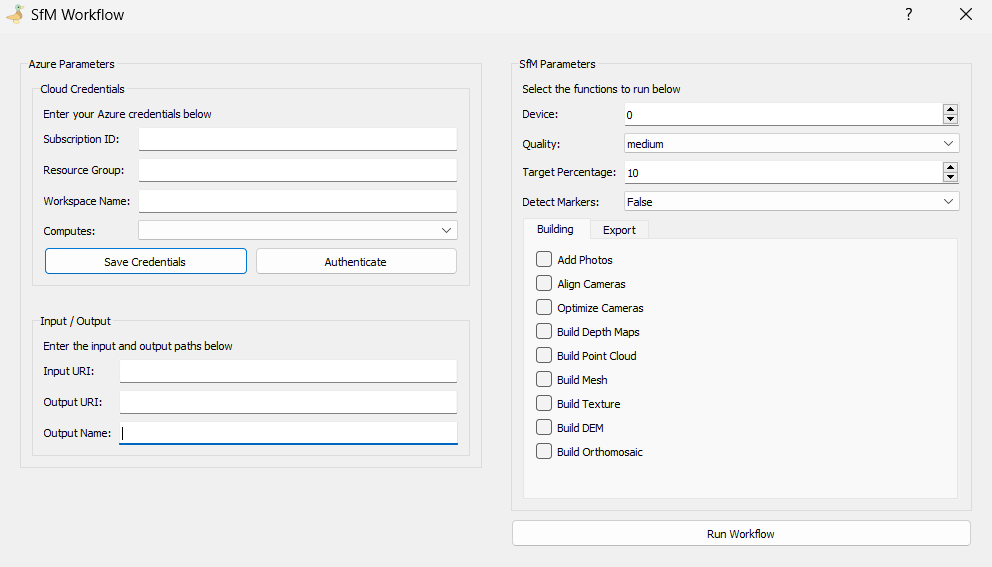 SfM Workflow
?
Azure Parameters
Cloud Credentials
Enter your Azure credentials below
Subscription ID:
Resource Group:
Workspace Name:
Computes:
Save Credentials
Authenticate
Input / Output
Enter the input and output paths below
Input URI:
Output URI:
Output Name:
SfM Parameters
Select the functions to run below
Device: 0
Quality: medium
Target Percentage: 10
Detect Markers: False
Building Export
Add Photos
Align Cameras
Optimize Cameras
Build Depth Maps
Build Point Cloud
Build Mesh
Build Texture
Build DEM
Build Orthomosaic
Run Workflow